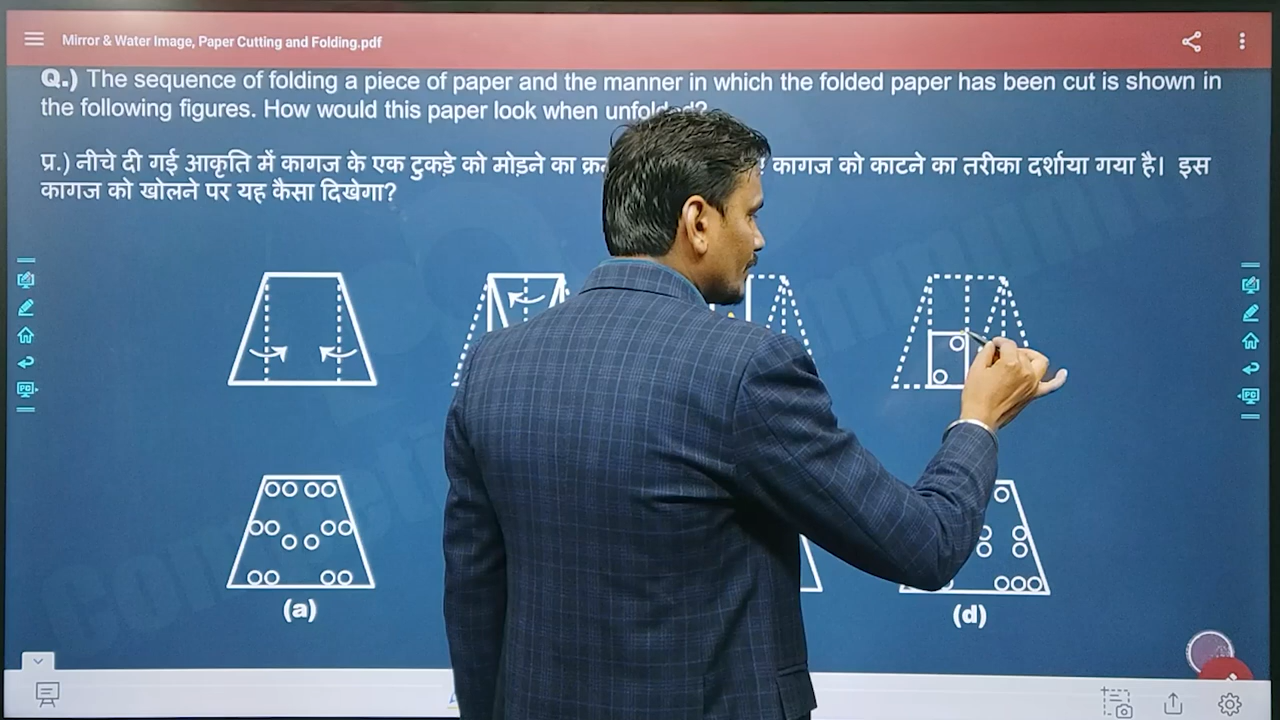 Mirror & Water Image, Paper Cutting and Folding.pdf
Q.) The sequence of folding a piece of paper and the manner in which the folded paper has been cut is shown in
the following figures. How would this paper look when unfolded?
प्र.) नीचे दी गई आकृति में कागज के एक टुकड़े को मोड़ने का कागज को काटने का तरीका दर्शाया गया है। इस
कागज को खोलने पर यह कैसा दिखेगा?
(a)
(d)